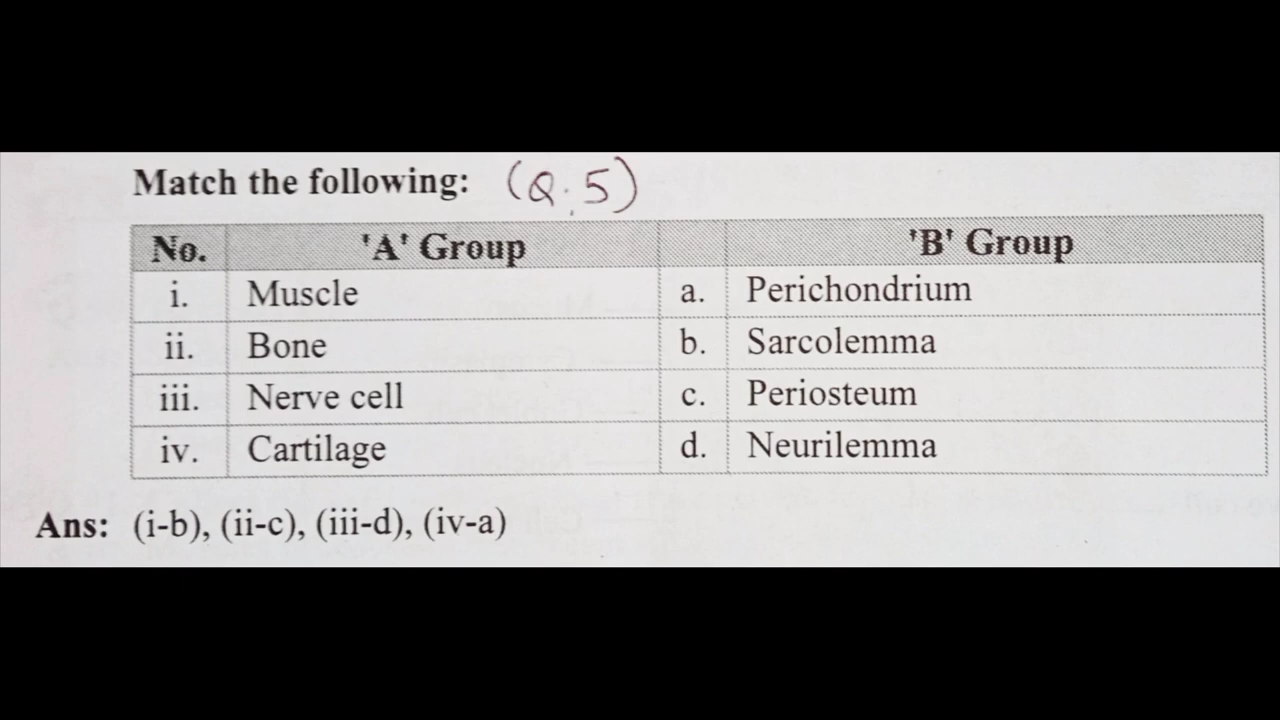 Match the following: (Q.5)
No. 'A' Group 'B' Group
i. Muscle a. Perichondrium
ii. Bone b. Sarcolemma
iii. Nerve cell c. Periosteum
iv. Cartilage d. Neurilemma
Ans: (i-b), (ii-c), (iii-d), (iv-a)